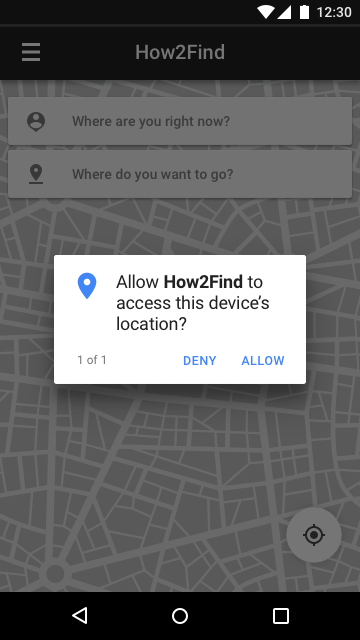 12:30
How2Find
Where are you right now?
Where do you want to go?
Allow How2Find to
access this device's
location?
1 of 1 DENY ALLOW